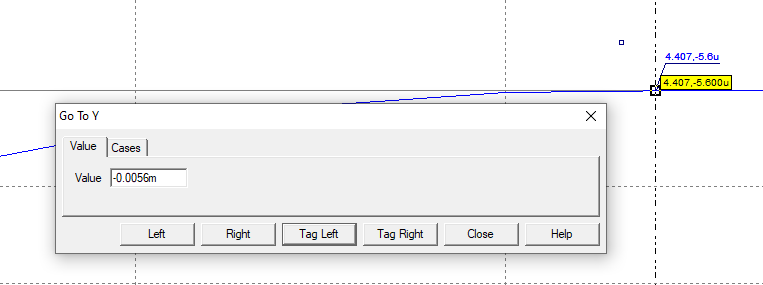 4.407,-5.6u
4.407,-5.600u
Go To Y
Value Cases
Value -0.0056m
Left Right Tag Left Tag Right Close Help